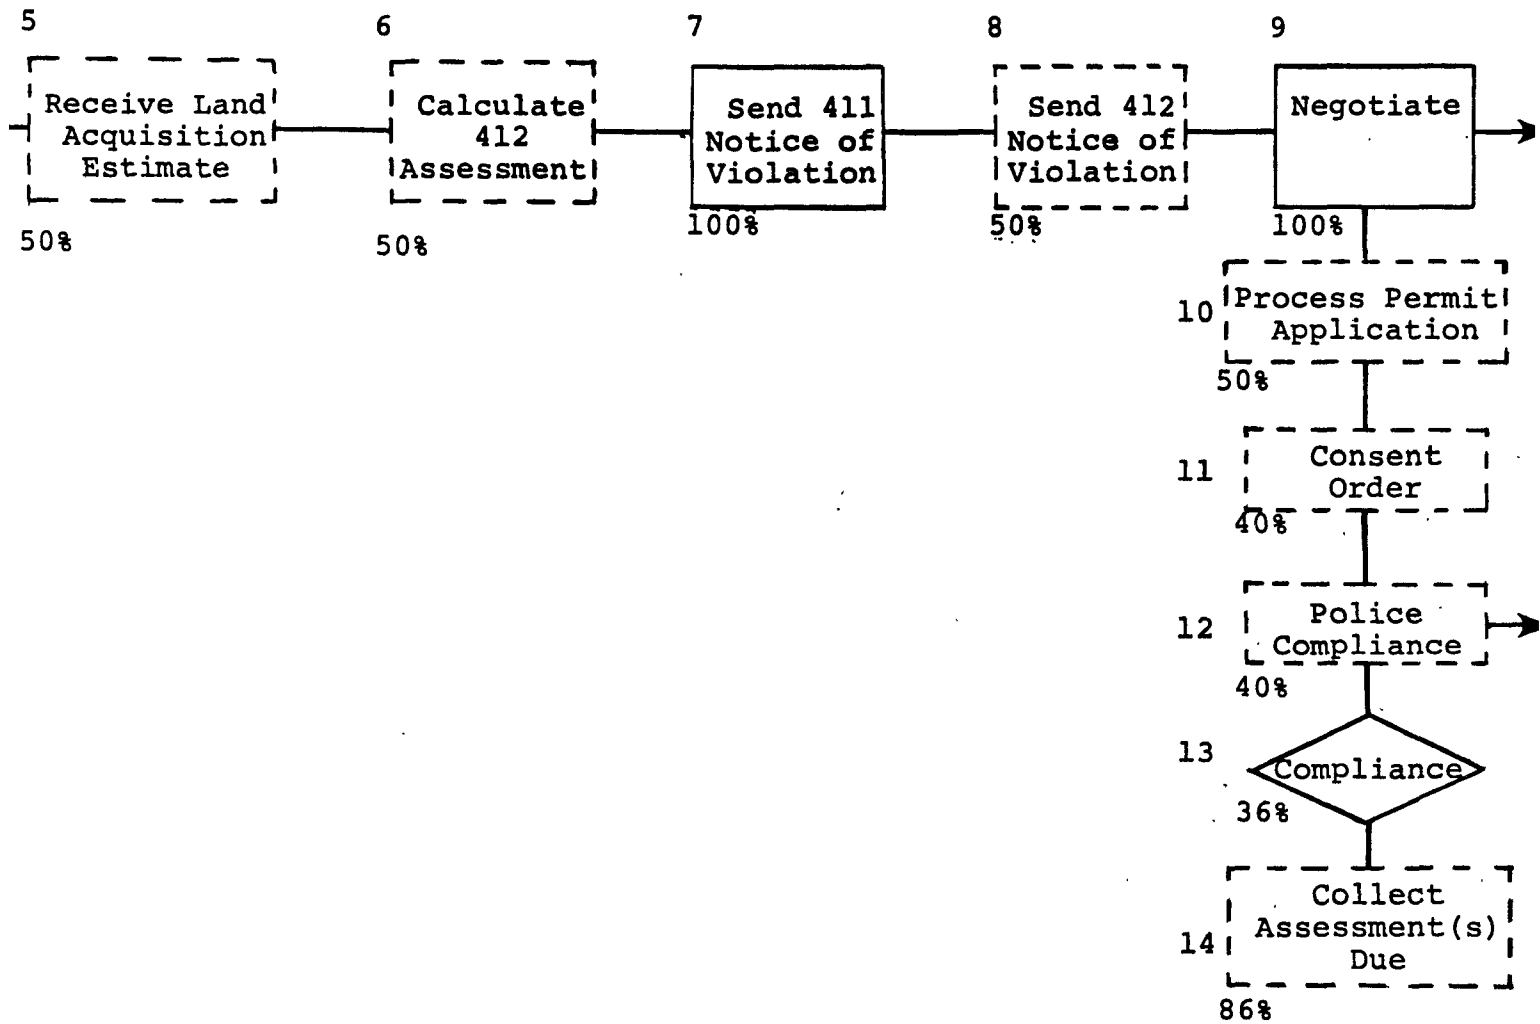 5
6
7
8
9
Receive Land
Acquisition
Estimate
50%
Calculate
412
Assessment
50%
Send 411
Notice of
Violation
100%
Send 412
Notice of
Violation
50%
Negotiate
100%
10
Process Permit
Application
50%
11
Consent
Order
40%
12
Police
Compliance
40%
13
Compliance
36%
14
Collect
Assessment(s)
Due
86%